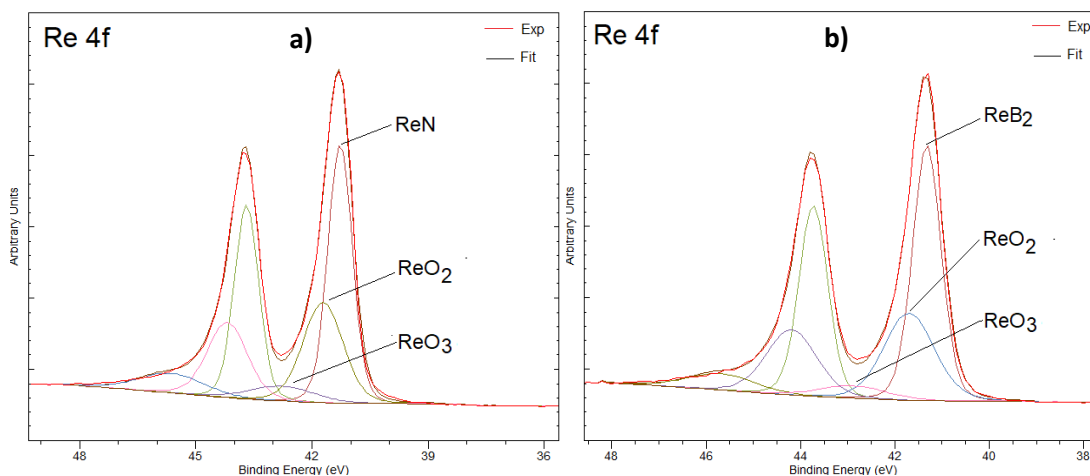 Re 4f
a)
Exp
Fit
ReN
ReO2
ReO3
Arbitrary Units
48
45
42
39
36
Binding Energy (eV)
Re 4f
b)
Exp
Fit
ReB2
ReO2
ReO3
Arbitrary Units
48
46
44
42
40
38
Binding Energy (eV)